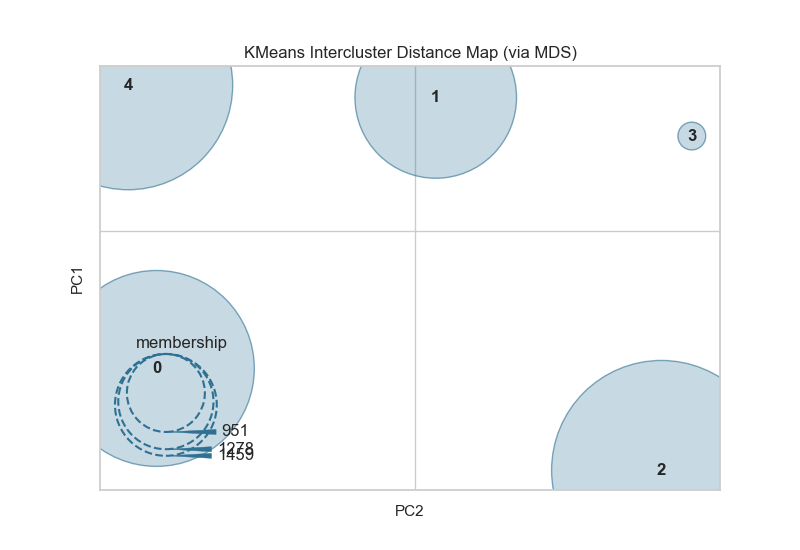 KMeans Intercluster Distance Map (via MDS)
4
1
3
PC1
membership
0
951
1278
1459
2
PC2